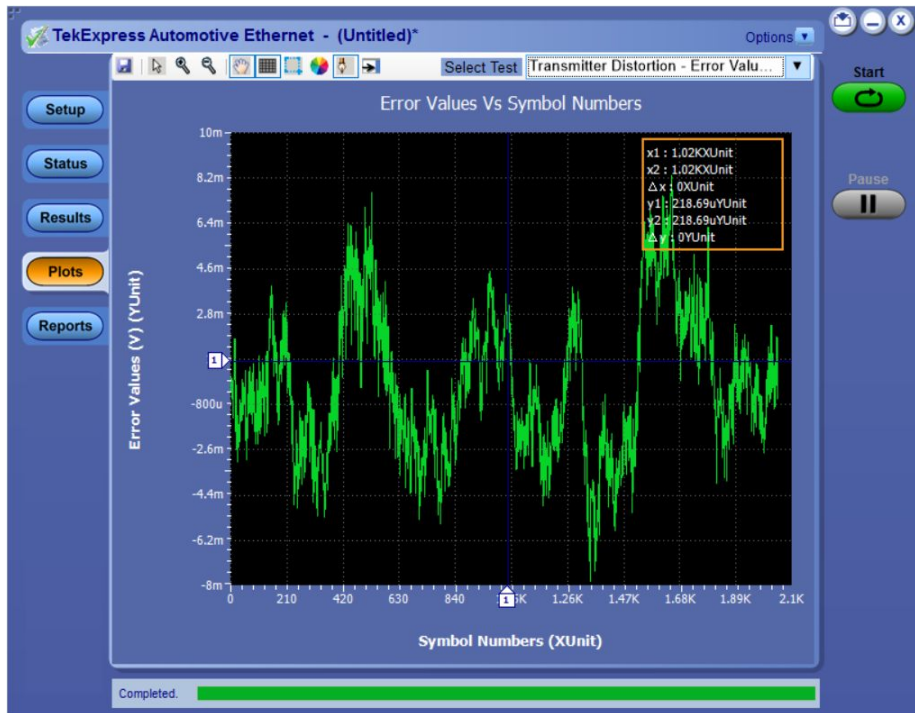 TekExpress Automotive Ethernet - (Untitled)*
Options
Select Test Transmitter Distortion - Error Valu...
Start
Pause
Setup
Status
Results
Plots
Reports
Error Values Vs Symbol Numbers
x1 : 1.02KXUnit
x2 : 1.02KXUnit
Δ x : 0XUnit
y1 : 218.69uYUnit
y2 : 218.69uYUnit
Δ y : 0YUnit
Error Values (V) (YUnit)
10m
8.2m
6.4m
4.6m
2.8m
1
-800u
-2.6m
-4.4m
-6.2m
-8m
0 210 420 630 840 1 1.26K 1.47K 1.68K 1.89K 2.1K
Symbol Numbers (XUnit)
Completed.